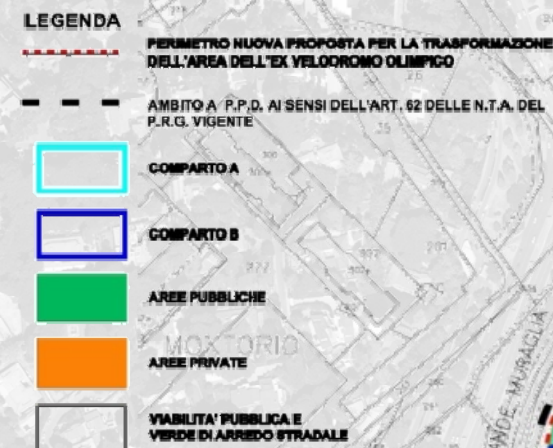 LEGENDA
PERIMETRO NUOVA PROPOSTA PER LA TRASFORMAZIONE
DELL'AREA DELL'EX VELODROMO OLIMPICO
AMBITO A P.P.D. AI SENSI DELL'ART. 62 DELLE N.T.A. DEL
P.R.G. VIGENTE
COMPARTO A
COMPARTO B
AREE PUBBLICHE
MONTORIO
AREE PRIVATE
MURAGLIA
VIABILITA' PUBBLICA E
VERDE DI ARREDO STRADALE